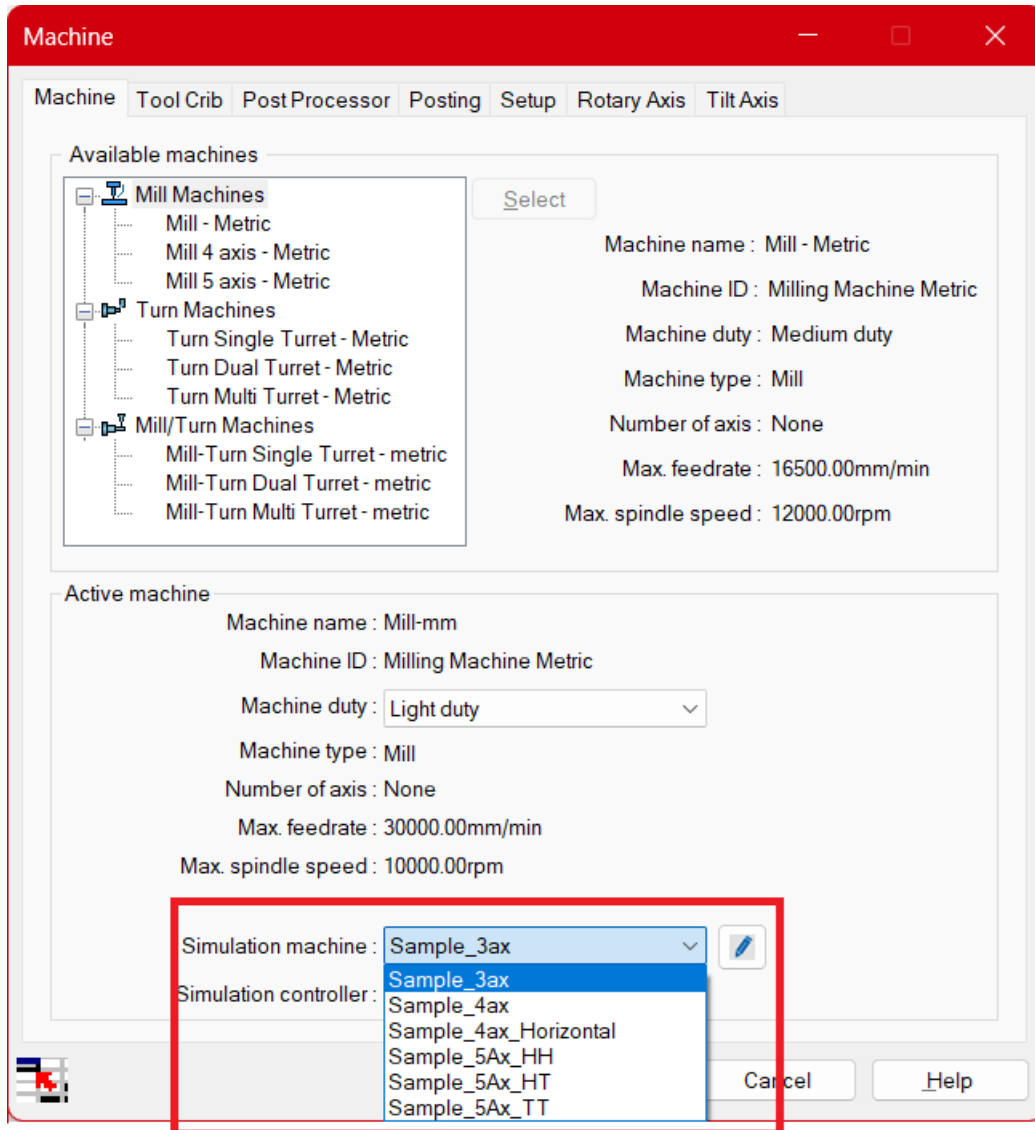 Machine
Machine Tool Crib Post Processor Posting Setup Rotary Axis Tilt Axis
Available machines
Mill Machines
Mill - Metric
Mill 4 axis - Metric
Mill 5 axis - Metric
Turn Machines
Turn Single Turret - Metric
Turn Dual Turret - Metric
Turn Multi Turret - Metric
Mill/Turn Machines
Mill-Turn Single Turret - metric
Mill-Turn Dual Turret - metric
Mill-Turn Multi Turret - metric
Select
Machine name : Mill - Metric
Machine ID : Milling Machine Metric
Machine duty : Medium duty
Machine type : Mill
Number of axis : None
Max. feedrate : 16500.00mm/min
Max. spindle speed : 12000.00rpm
Active machine
Machine name : Mill-mm
Machine ID : Milling Machine Metric
Machine duty : Light duty
Machine type : Mill
Number of axis : None
Max. feedrate : 30000.00mm/min
Max. spindle speed : 10000.00rpm
Simulation machine : Sample_3ax
Simulation controller :
Sample_3ax
Sample_4ax
Sample_4ax_Horizontal
Sample_5Ax_HH
Sample_5Ax_HT
Sample_5Ax_TT
Cancel Help